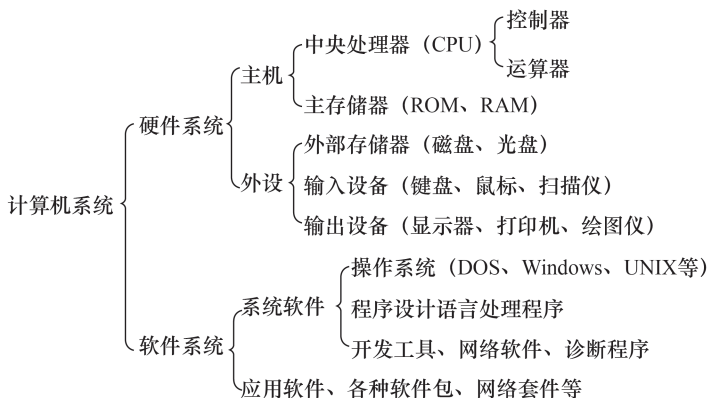 控制器
中央处理器（CPU）
运算器
主机
主存储器（ROM、RAM）
硬件系统
外部存储器（磁盘、光盘）
外设
输入设备（键盘、鼠标、扫描仪）
计算机系统
输出设备（显示器、打印机、绘图仪）
操作系统（DOS、Windows、UNIX等）
系统软件
程序设计语言处理程序
软件系统
开发工具、网络软件、诊断程序
应用软件、各种软件包、网络套件等